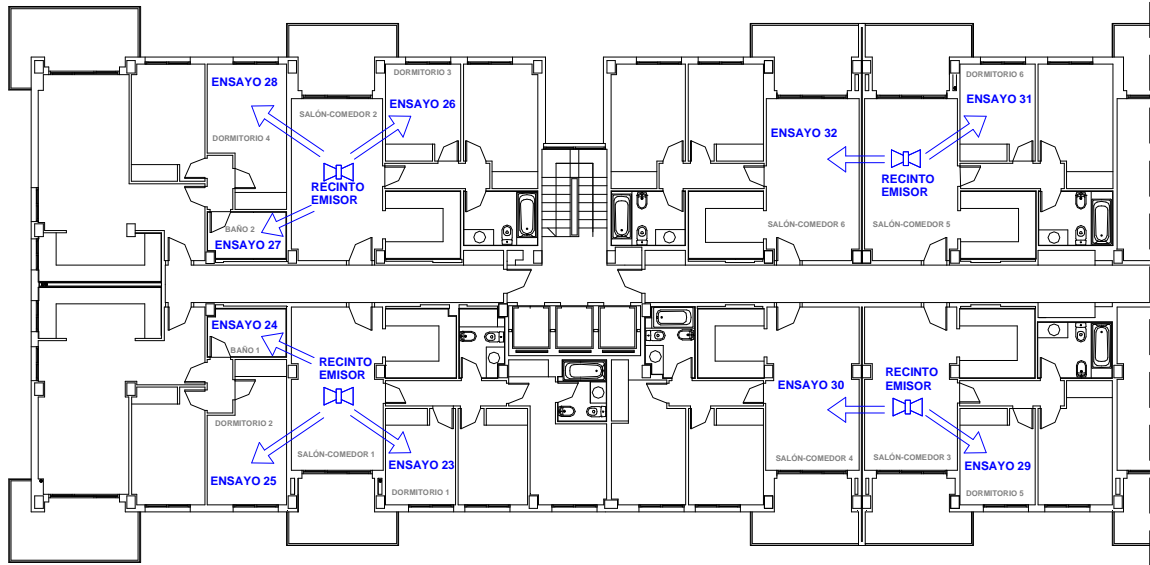 DORMITORIO 3
DORMITORIO 6
ENSAYO 28
ENSAYO 26
ENSAYO 31
SALÓN-COMEDOR 2
DORMITORIO 4
ENSAYO 32
RECINTO
EMISOR
RECINTO
EMISOR
BAÑO 2
ENSAYO 27
SALÓN-COMEDOR 6
SALÓN-COMEDOR 5
ENSAYO 24
BAÑO 1
RECINTO
EMISOR
ENSAYO 30
RECINTO
EMISOR
DORMITORIO 2
SALÓN-COMEDOR 1
ENSAYO 23
SALÓN-COMEDOR 4
SALÓN-COMEDOR 3
ENSAYO 29
ENSAYO 25
DORMITORIO 1
DORMITORIO 5